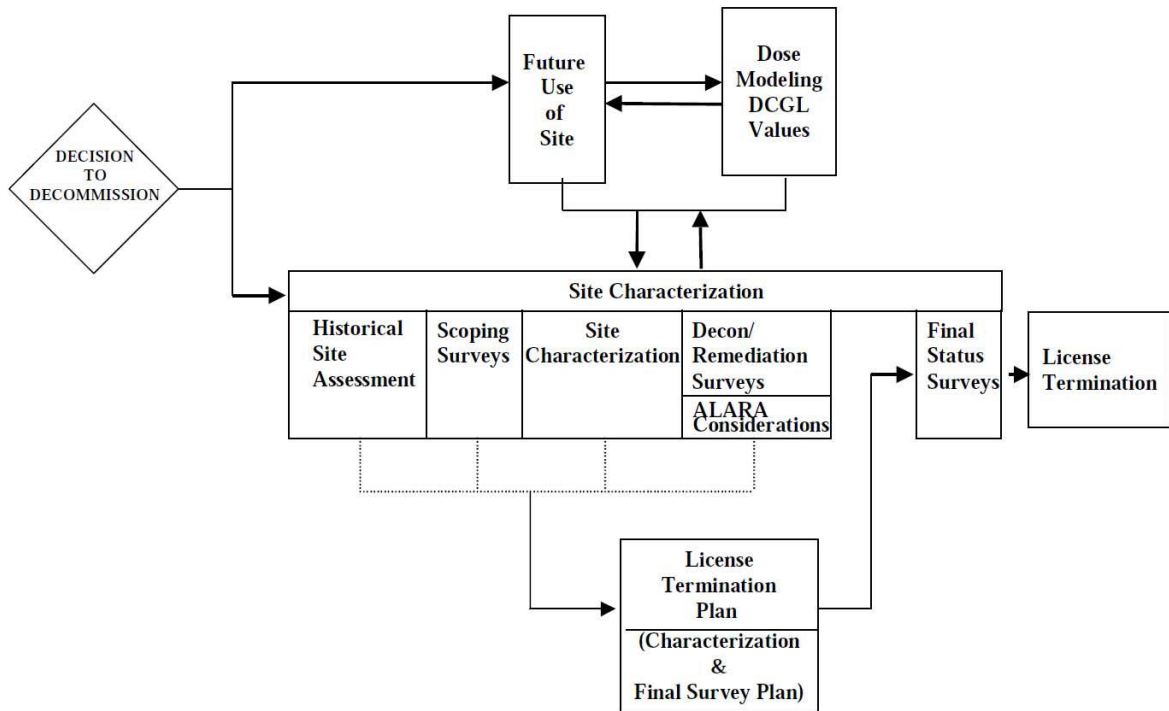 DECISION
TO
DECOMMISSION
Future
Use
of
Site
Dose
Modeling
DCGL
Values
Site Characterization
Historical
Site
Assessment
Scoping
Surveys
Site
Characterization
Decon/
Remediation
Surveys
ALARA
Considerations
Final
Status
Surveys
License
Termination
License
Termination
Plan
(Characterization
&
Final Survey Plan)